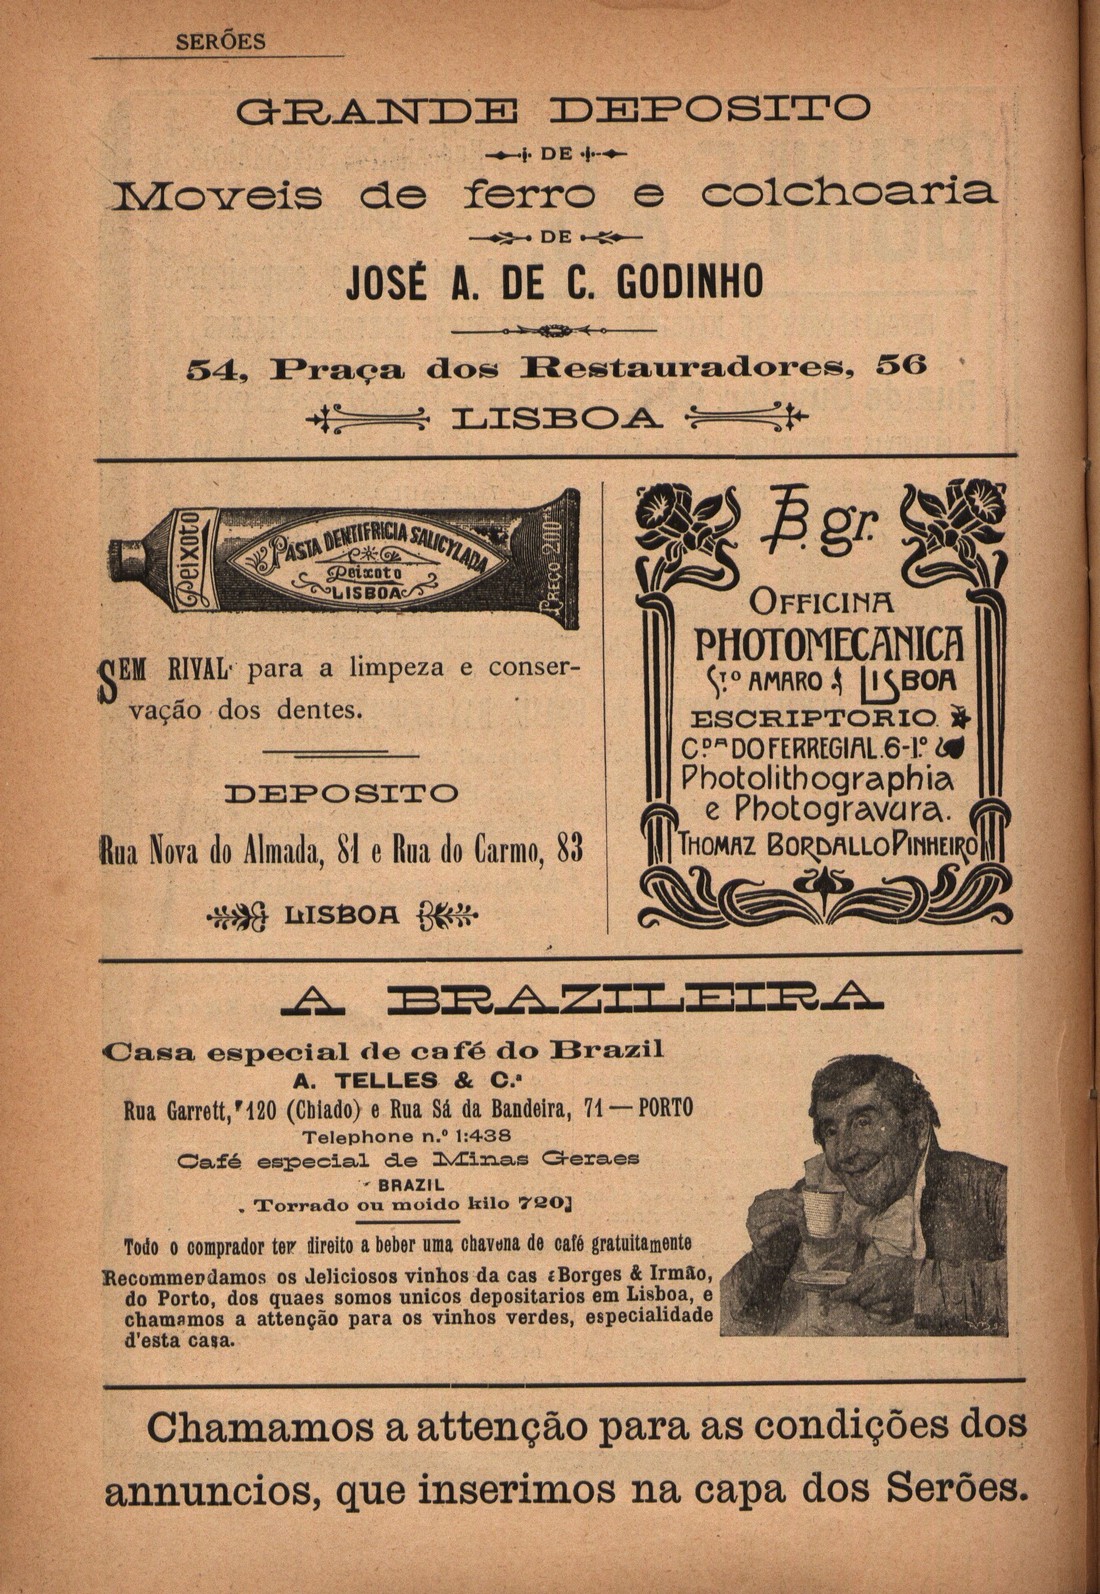 SERÕES
GRANDE DEPOSITO
DE
Moveis de ferro e colchoaria
DE
JOSÉ A. DE C. GODINHO
54, Praça dos Restauradores, 56
LISBOA
Peixoto
PASTA DENTIFRICIA SALICYLADA
Peixoto
LISBOA
PREÇO 200
SEM RIVAL para a limpeza e conser-
vação dos dentes.
DEPOSITO
Rua Nova do Almada, 81 e Rua do Carmo, 83
LISBOA
TB. gr.
OFFICINA
PHOTOMECANICA
STO AMARO LISBOA
ESCRIPTORIO
CDA DO FERREGIAL. 6-1.º
Photolithographia
e Photogravura.
THOMAZ BORDALLO PINHEIRO
A BRAZILEIRA
Casa especial de café do Brazil
A. TELLES & C.ª
Rua Garrett, 120 (Chiado) e Rua Sá da Bandeira, 71 — PORTO
Telephone n.º 1:438
Café especial de Minas Geraes
BRAZIL
Torrado ou moido kilo 720
Todo o comprador tem direito a beber uma chavena de café gratuitamente
Recommendamos os deliciosos vinhos da casa Borges & Irmão,
do Porto, dos quaes somos unicos depositarios em Lisboa, e
chamamos a attenção para os vinhos verdes, especialidade
d'esta casa.
Chamamos a attenção para as condições dos
annuncios, que inserimos na capa dos Serões.